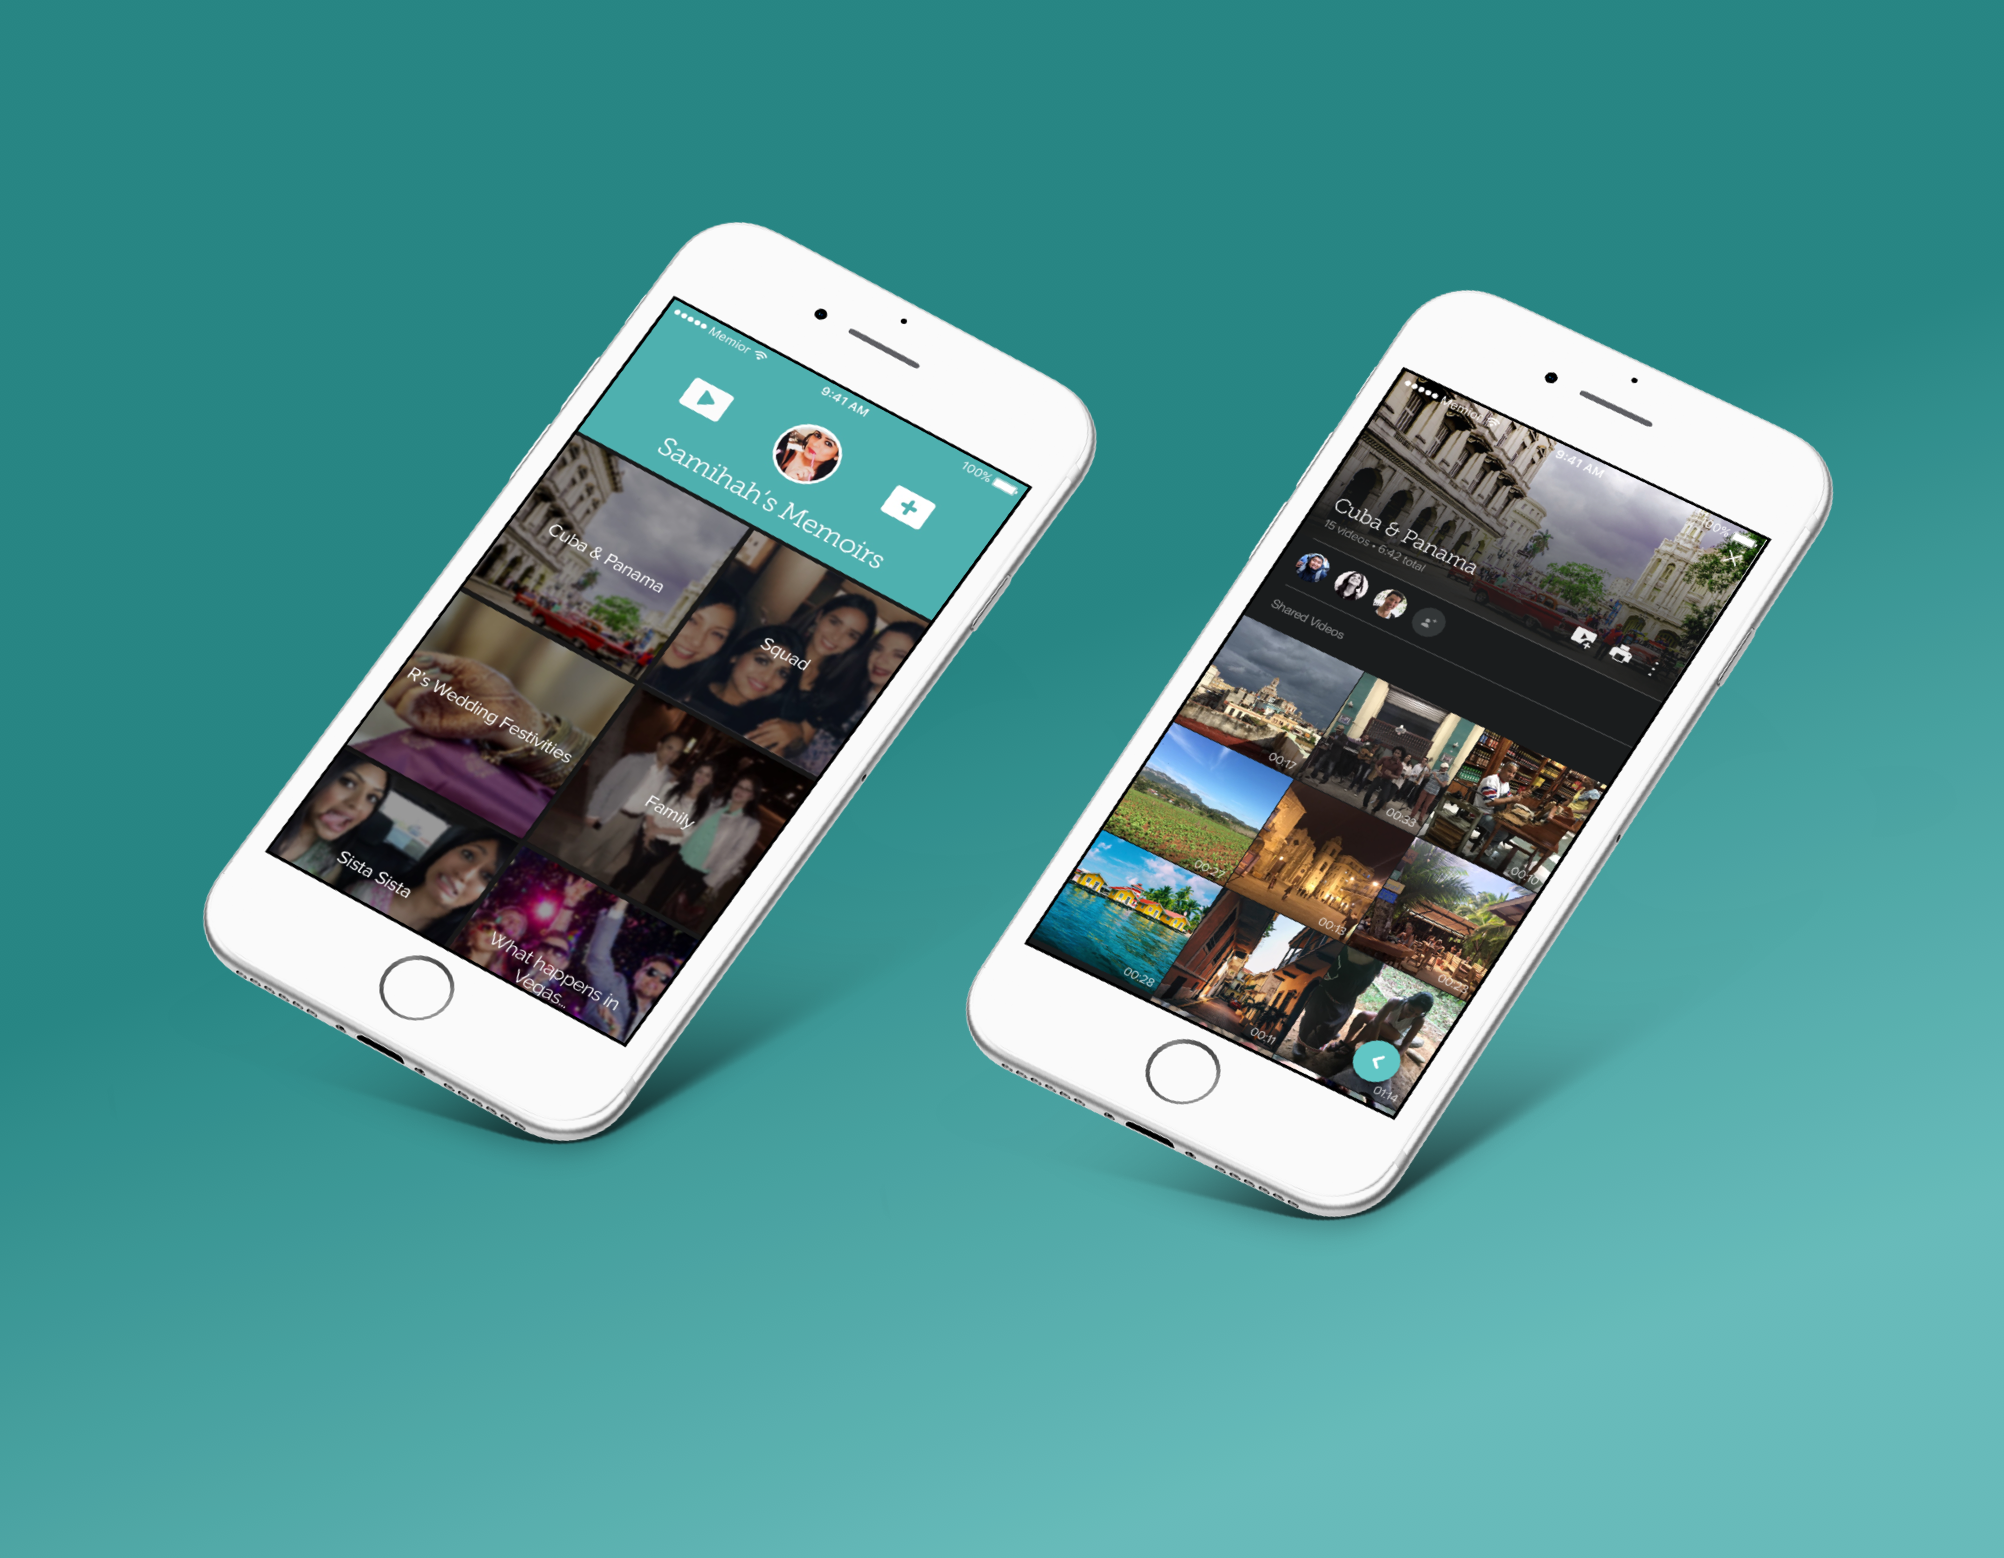 Memior
9:41 AM
100%
Samihah's Memoirs
Cuba & Panama
Squad
R's Wedding Festivities
Family
Sista Sista
What happens in
Vegas...
Memior
9:41 AM
100%
Cuba & Panama
15 videos • 6:42 total
Shared Videos
00:17
00:33
00:10
00:27
00:13
00:23
00:28
00:11
01:14